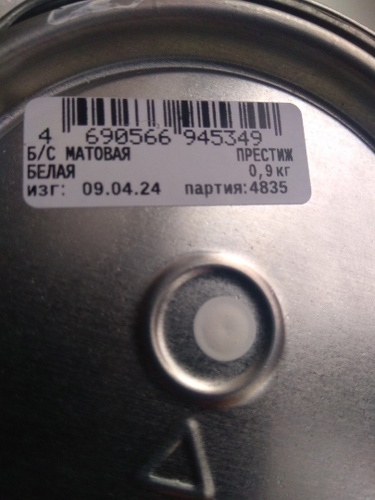 4 690566 945349
Б/С МАТОВАЯ ПРЕСТИЖ
БЕЛАЯ 0,9 кг
изг: 09.04.24 партия:4835